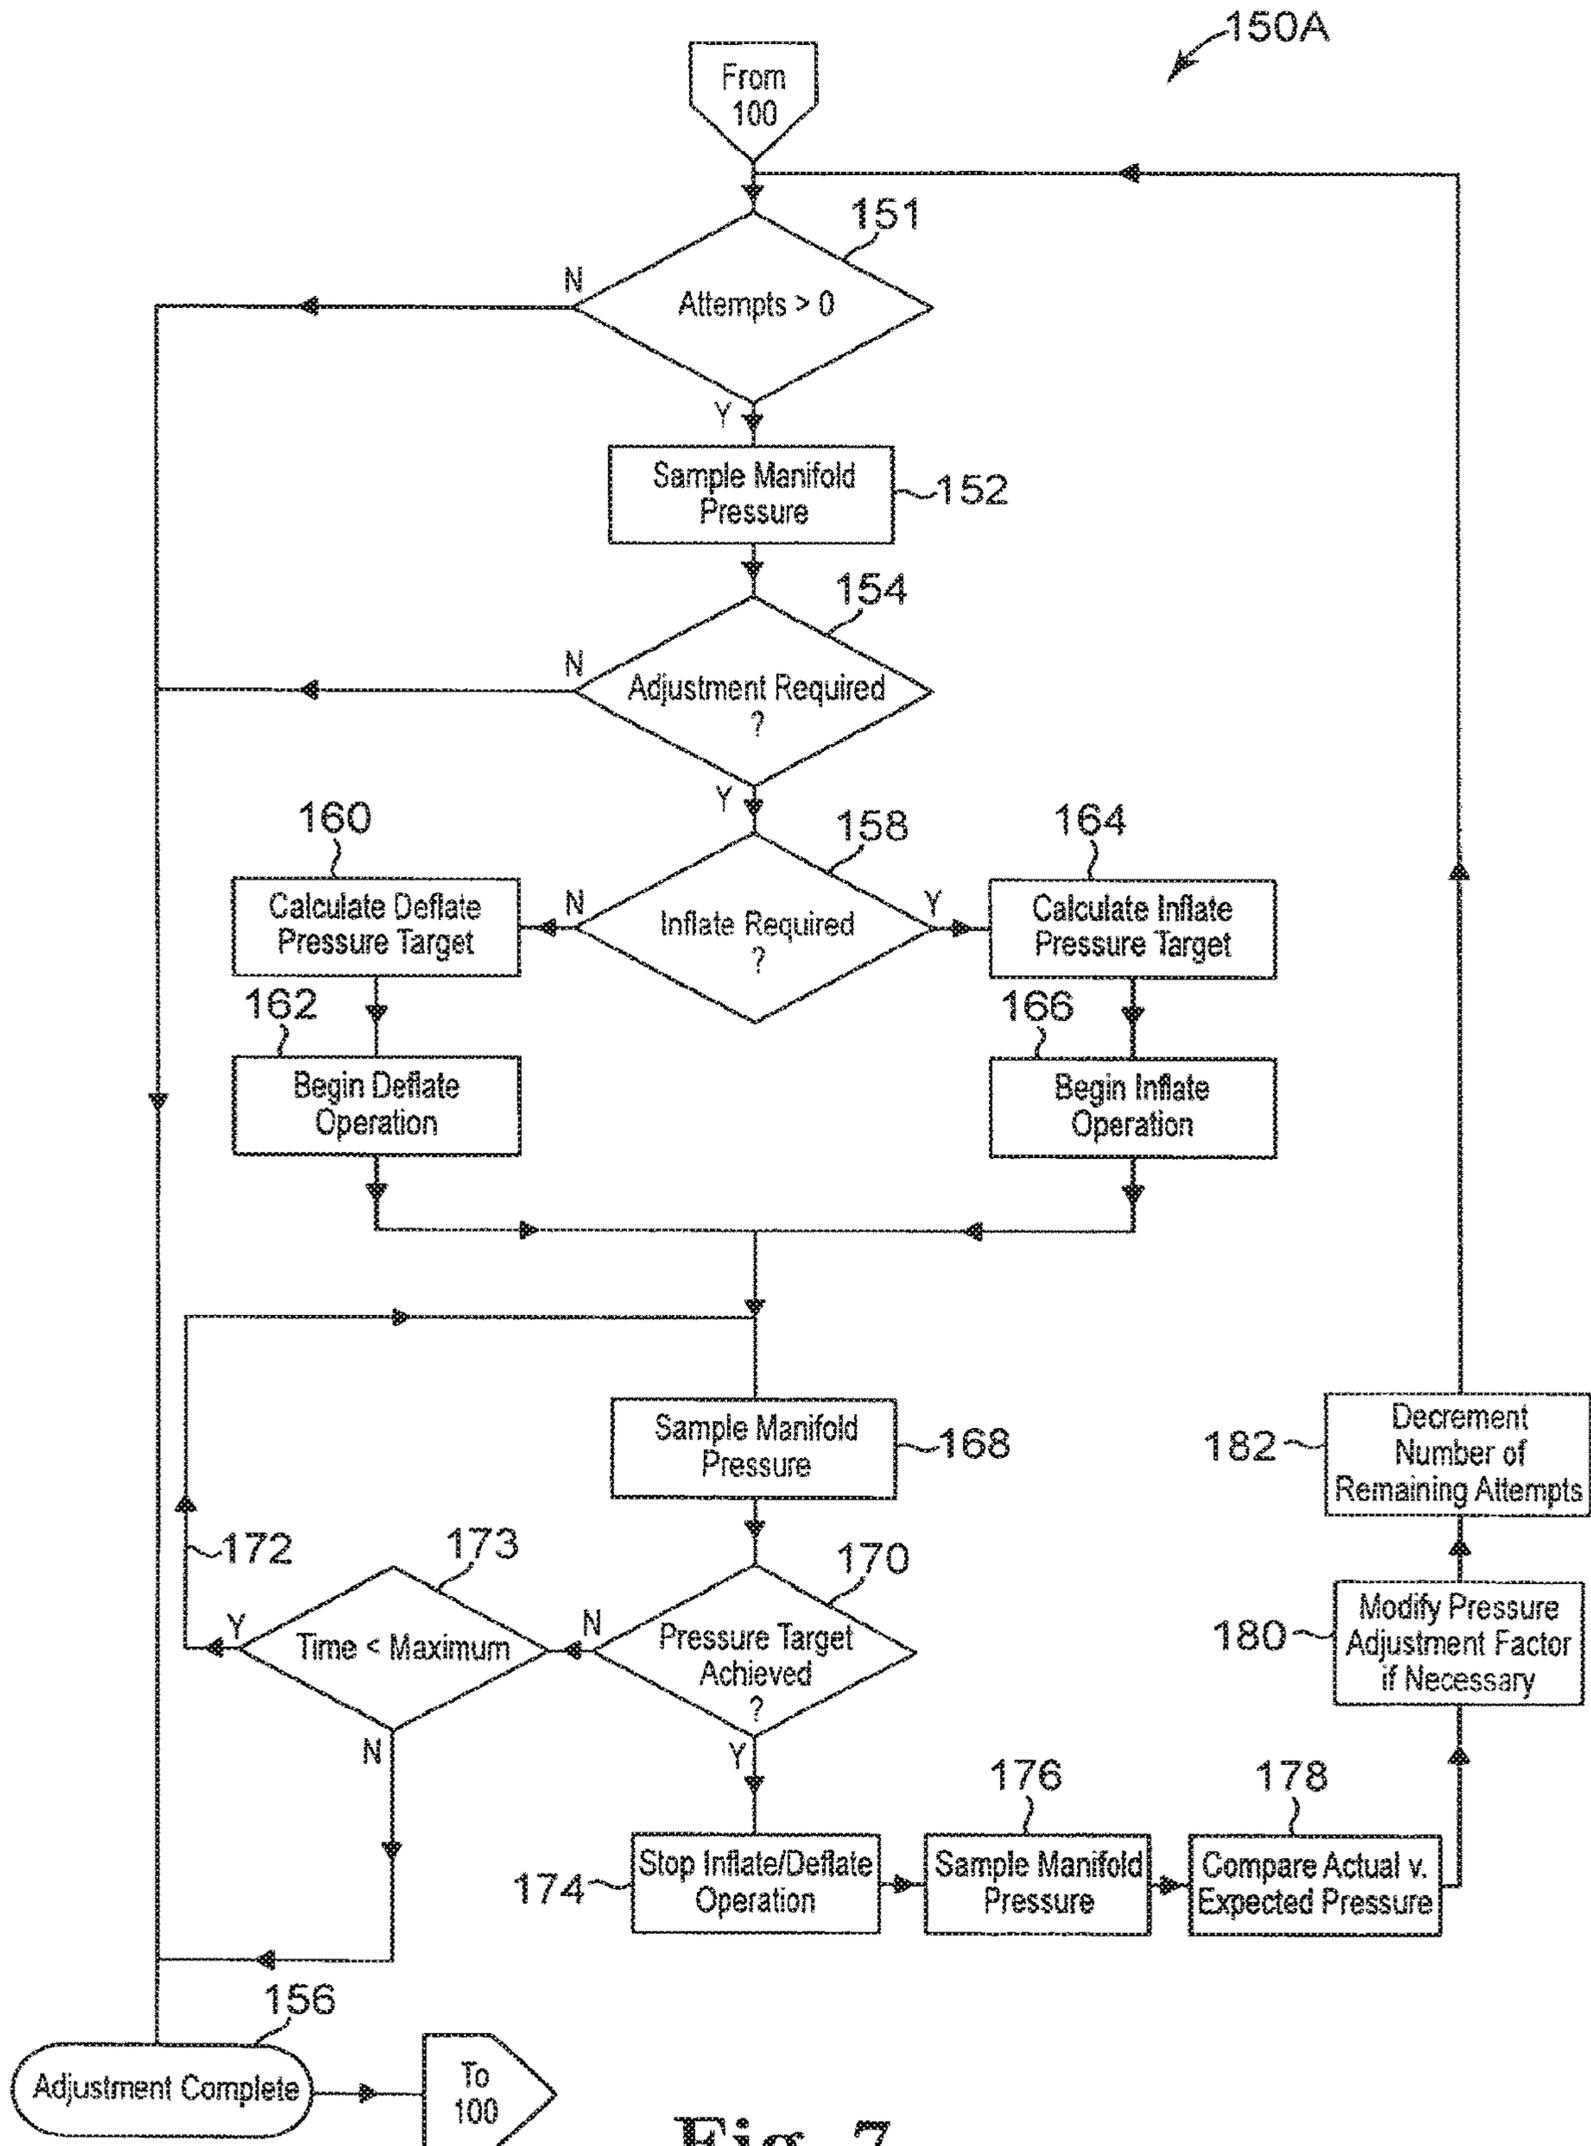 150A
From
100
151
N
Attempts > 0
Y
Sample Manifold
Pressure
152
154
N
Adjustment Required
?
Y
160
158
164
Calculate Deflate
Pressure Target
N
Inflate Required
?
Y
Calculate Inflate
Pressure Target
162
166
Begin Deflate
Operation
Begin Inflate
Operation
Sample Manifold
Pressure
168
182
Decrement
Number of
Remaining Attempts
172
173
170
Y
Time < Maximum
N
N
Pressure Target
Achieved
?
Y
180
Modify Pressure
Adjustment Factor
if Necessary
176
178
174
Stop Inflate/Deflate
Operation
Sample Manifold
Pressure
Compare Actual v.
Expected Pressure
156
Adjustment Complete
To
100
Fig. 7